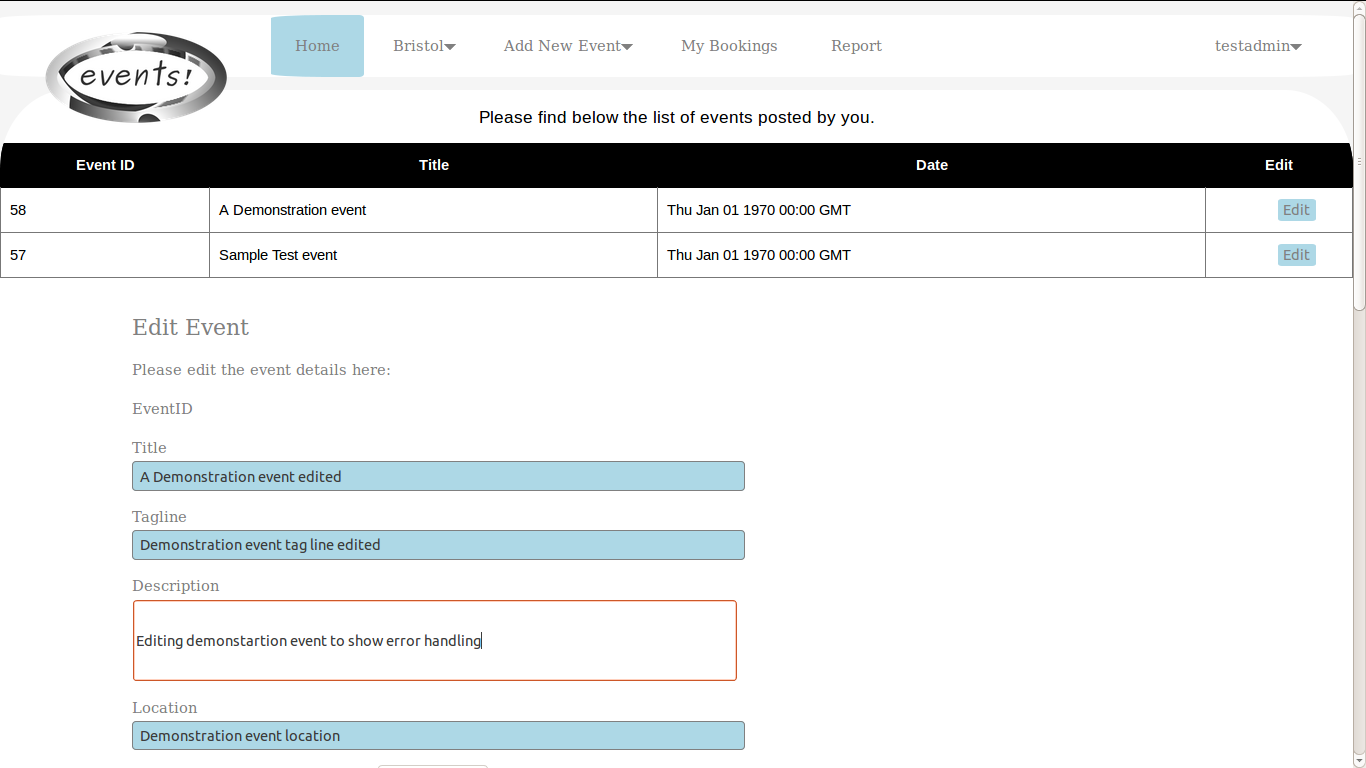 events!
Home Bristol Add New Event My Bookings Report testadmin
Please find below the list of events posted by you.
Event ID Title Date Edit
58 A Demonstration event Thu Jan 01 1970 00:00 GMT Edit
57 Sample Test event Thu Jan 01 1970 00:00 GMT Edit
Edit Event
Please edit the event details here:
EventID
Title
A Demonstration event edited
Tagline
Demonstration event tag line edited
Description
Editing demonstartion event to show error handling
Location
Demonstration event location